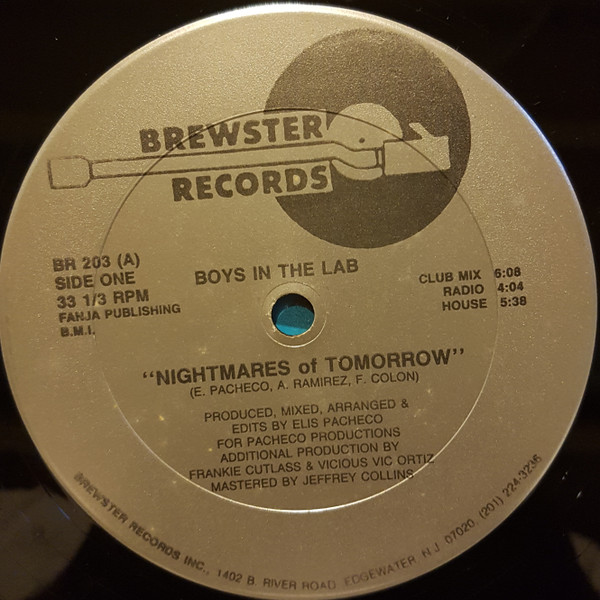 BREWSTER
RECORDS
BR 203 (A)
SIDE ONE
33 1/3 RPM
FAHJA PUBLISHING
B.M.I.
BOYS IN THE LAB
CLUB MIX 6:08
RADIO 4:04
HOUSE 5:38
"NIGHTMARES of TOMORROW"
(E. PACHECO, A. RAMIREZ, F. COLON)
PRODUCED, MIXED, ARRANGED &
EDITS BY ELIS PACHECO
FOR PACHECO PRODUCTIONS
ADDITIONAL PRODUCTION BY
FRANKIE CUTLASS & VICIOUS VIC ORTIZ
MASTERED BY JEFFREY COLLINS
BREWSTER RECORDS INC., 1402 B. RIVER ROAD, EDGEWATER, N.J. 07020, (201) 224-3236